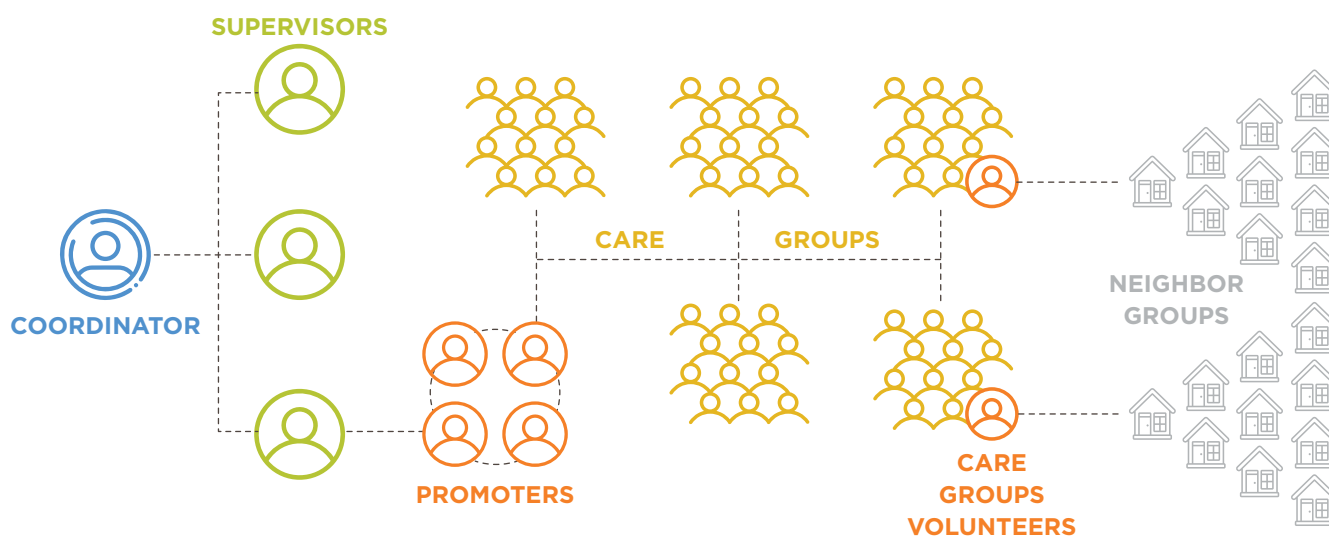 SUPERVISORS
COORDINATOR
PROMOTERS
CARE GROUPS
CARE
GROUPS
VOLUNTEERS
NEIGHBOR
GROUPS